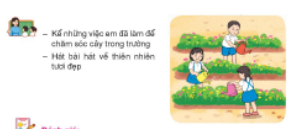 – Kể những việc em đã làm để
chăm sóc cây trong trường
– Hát bài hát về thiên nhiên
tươi đẹp